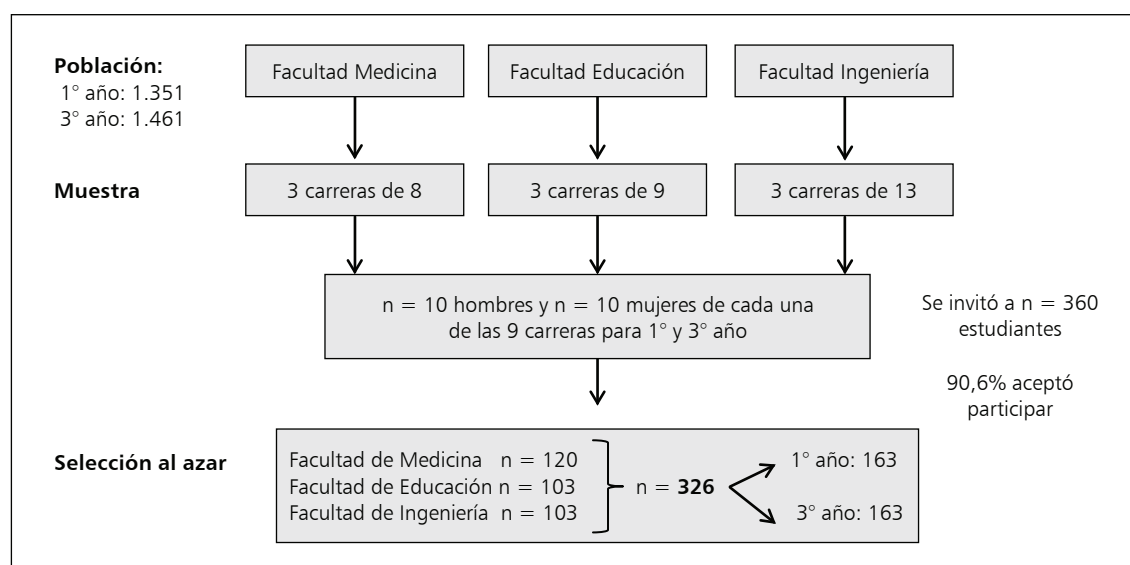 Población:
1° año: 1.351
3° año: 1.461
Facultad Medicina
Facultad Educación
Facultad Ingeniería
Muestra
3 carreras de 8
3 carreras de 9
3 carreras de 13
n = 10 hombres y n = 10 mujeres de cada una
de las 9 carreras para 1° y 3° año
Se invitó a n = 360
estudiantes
90,6% aceptó
participar
Selección al azar
Facultad de Medicina n = 120
Facultad de Educación n = 103
Facultad de Ingeniería n = 103
n = 326
1° año: 163
3° año: 163